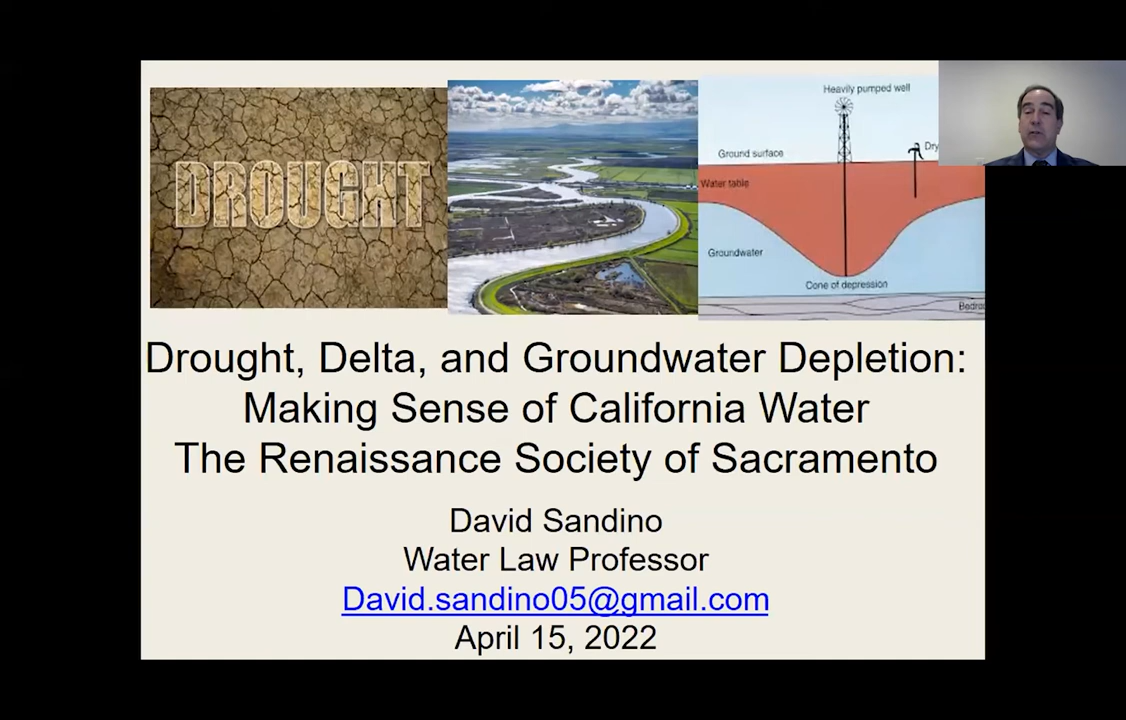 DROUGHT
Heavily pumped well
Ground surface
Dry
Water table
Groundwater
Cone of depression
Drought, Delta, and Groundwater Depletion:
Making Sense of California Water
The Renaissance Society of Sacramento
David Sandino
Water Law Professor
David.sandino05@gmail.com
April 15, 2022